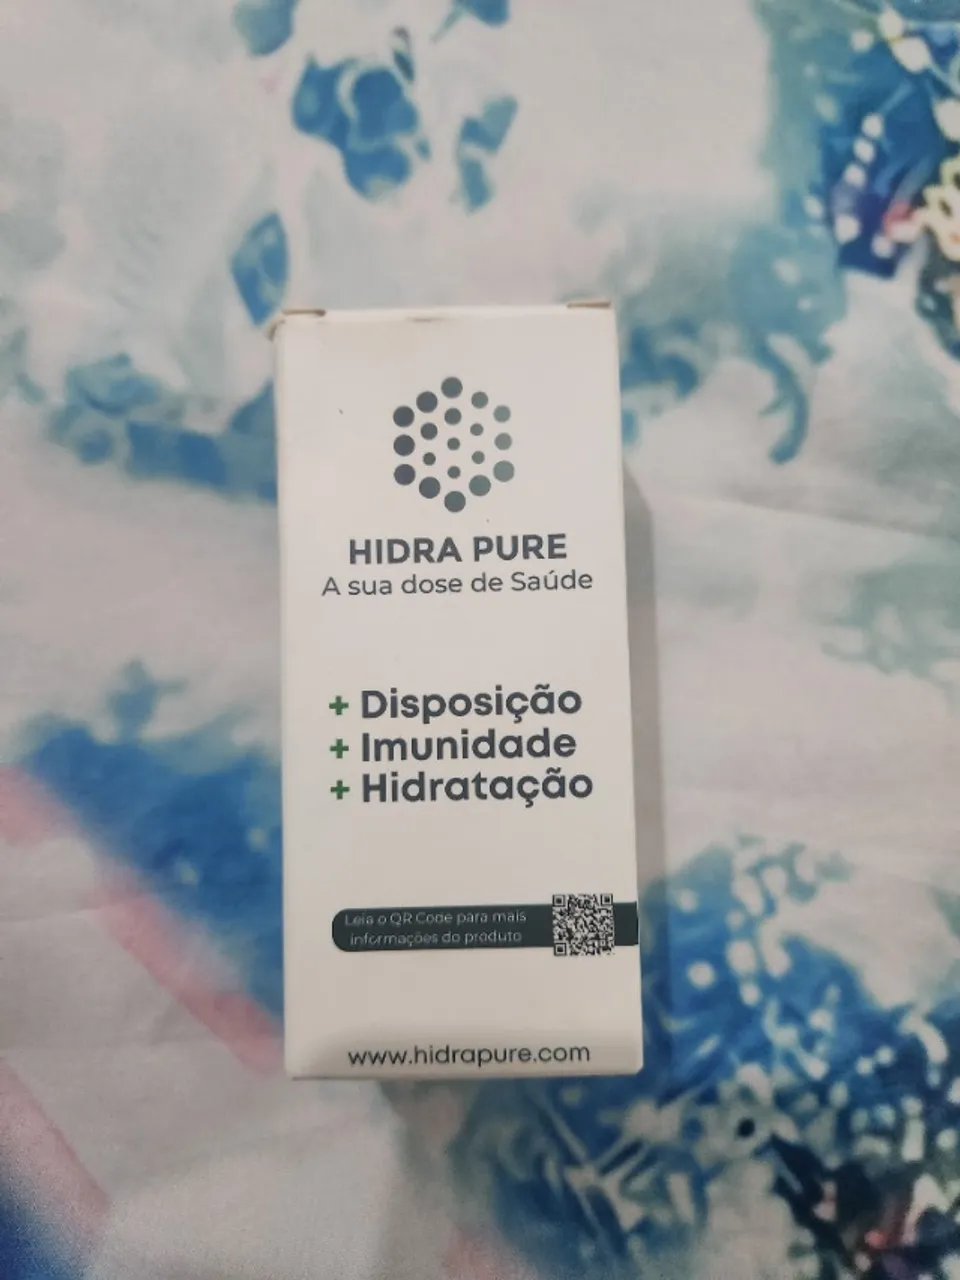 HIDRA PURE
A sua dose de Saúde
+ Disposição
+ Imunidade
+ Hidratação
Leia o QR Code para mais
informações do produto
www.hidrapure.com